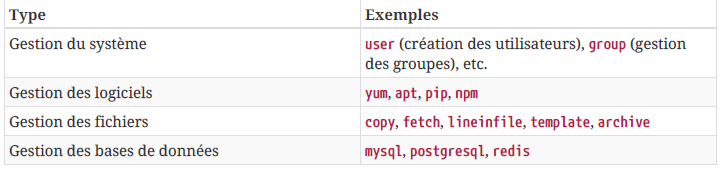 Type Exemples
Gestion du système user (création des utilisateurs), group (gestion
des groupes), etc.
Gestion des logiciels yum, apt, pip, npm
Gestion des fichiers copy, fetch, lineinfile, template, archive
Gestion des bases de données mysql, postgresql, redis